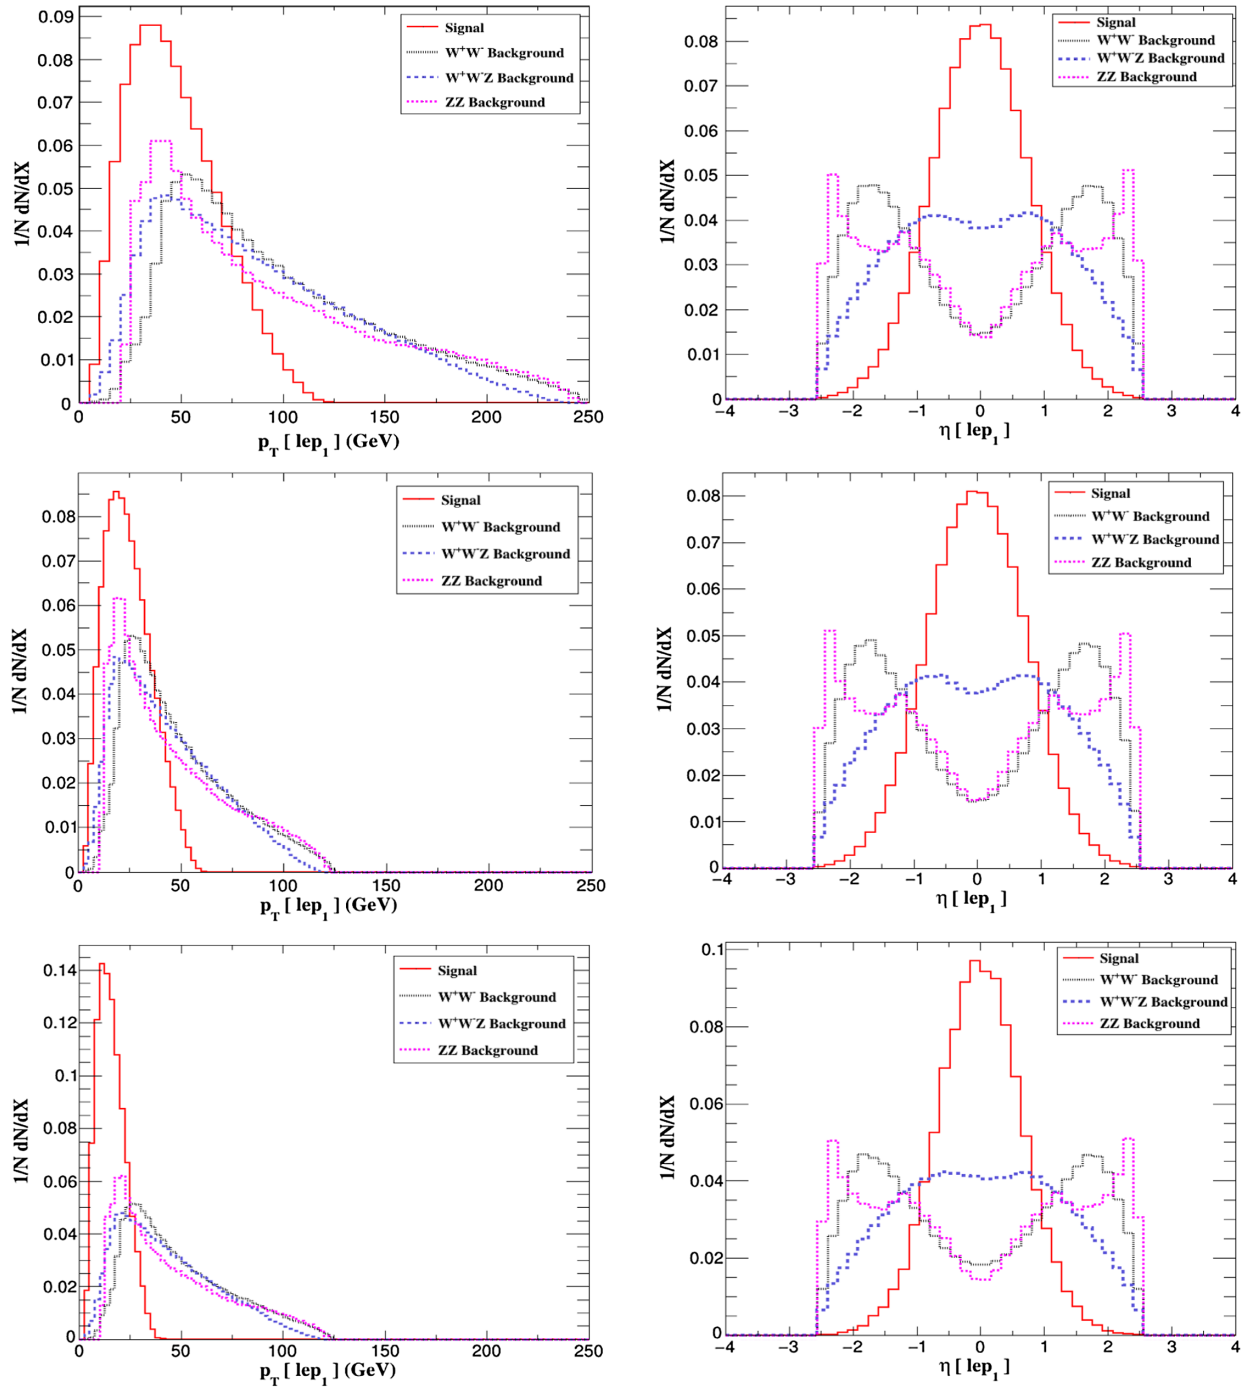 0.09
0.08
0.07
0.06
0.05
0.04
0.03
0.02
0.01
0
0 50 100 150 200 250
1/N dN/dX
p_T [ lep_1 ] (GeV)
Signal
W⁺W⁻ Background
W⁺W⁻Z Background
ZZ Background
0.08
0.07
0.06
0.05
0.04
0.03
0.02
0.01
0
−4 −3 −2 −1 0 1 2 3 4
1/N dN/dX
η [ lep_1 ]
Signal
W⁺W⁻ Background
W⁺W⁻Z Background
ZZ Background
0.08
0.07
0.06
0.05
0.04
0.03
0.02
0.01
0
0 50 100 150 200 250
1/N dN/dX
p_T [ lep_1 ] (GeV)
Signal
W⁺W⁻ Background
W⁺W⁻Z Background
ZZ Background
0.08
0.07
0.06
0.05
0.04
0.03
0.02
0.01
0
−4 −3 −2 −1 0 1 2 3 4
1/N dN/dX
η [ lep_1 ]
Signal
W⁺W⁻ Background
W⁺W⁻Z Background
ZZ Background
0.14
0.12
0.1
0.08
0.06
0.04
0.02
0
0 50 100 150 200 250
1/N dN/dX
p_T [ lep_1 ] (GeV)
Signal
W⁺W⁻ Background
W⁺W⁻Z Background
ZZ Background
0.1
0.08
0.06
0.04
0.02
0
−4 −3 −2 −1 0 1 2 3 4
1/N dN/dX
η [ lep_1 ]
Signal
W⁺W⁻ Background
W⁺W⁻Z Background
ZZ Background